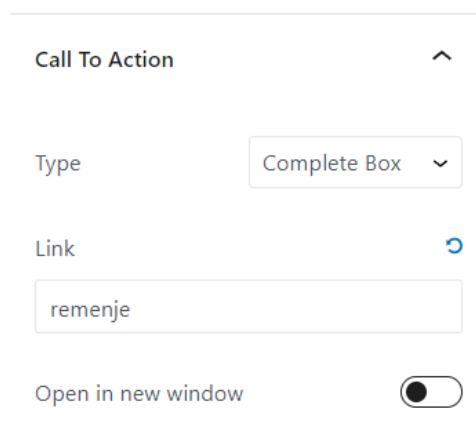 Call To Action
Type
Complete Box
Link
remenje
Open in new window